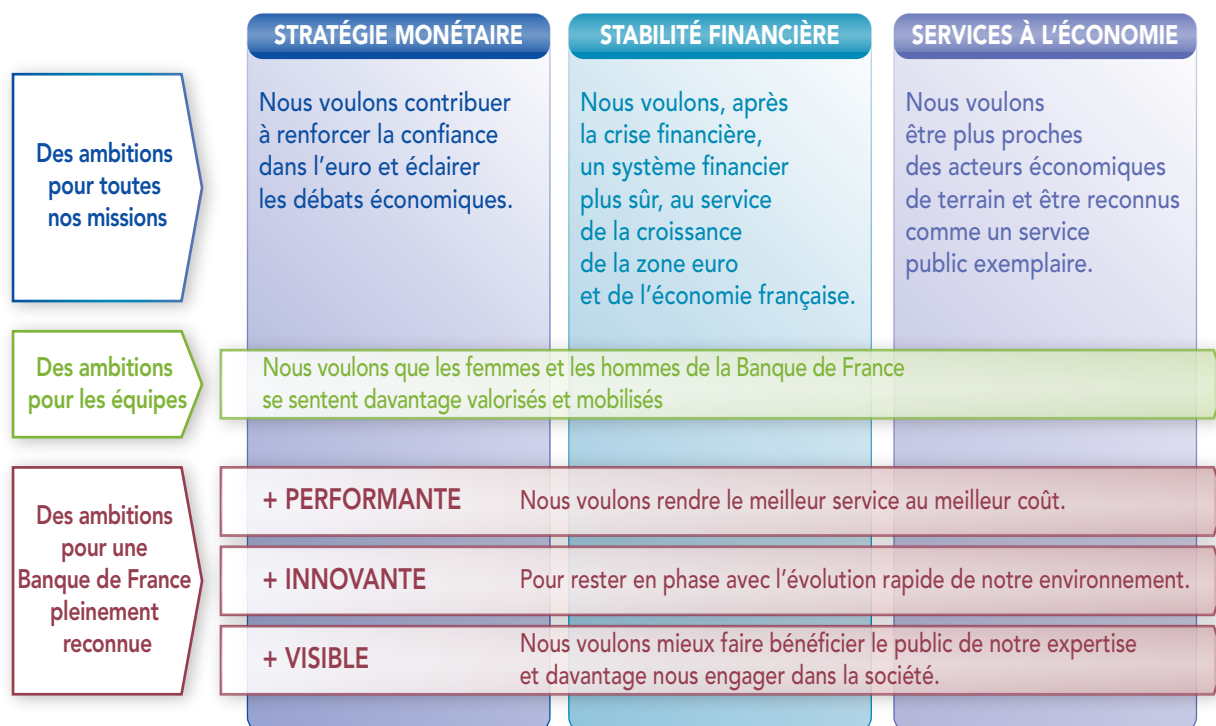 STRATÉGIE MONÉTAIRE
STABILITÉ FINANCIÈRE
SERVICES À L’ÉCONOMIE
Des ambitions
pour toutes
nos missions
Nous voulons contribuer
à renforcer la confiance
dans l’euro et éclairer
les débats économiques.
Nous voulons, après
la crise financière,
un système financier
plus sûr, au service
de la croissance
de la zone euro
et de l’économie française.
Nous voulons
être plus proches
des acteurs économiques
de terrain et être reconnus
comme un service
public exemplaire.
Des ambitions
pour les équipes
Nous voulons que les femmes et les hommes de la Banque de France
se sentent davantage valorisés et mobilisés
Des ambitions
pour une
Banque de France
pleinement
reconnue
+ PERFORMANTE
Nous voulons rendre le meilleur service au meilleur coût.
+ INNOVANTE
Pour rester en phase avec l’évolution rapide de notre environnement.
+ VISIBLE
Nous voulons mieux faire bénéficier le public de notre expertise
et davantage nous engager dans la société.